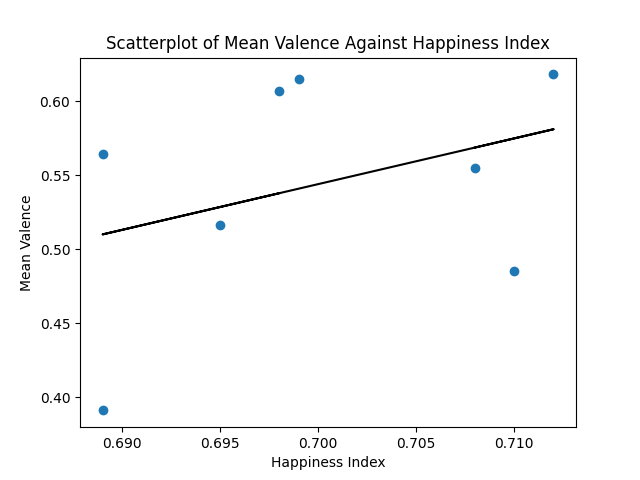 Scatterplot of Mean Valence Against Happiness Index
0.60
0.55
0.50
0.45
0.40
Mean Valence
0.690 0.695 0.700 0.705 0.710
Happiness Index